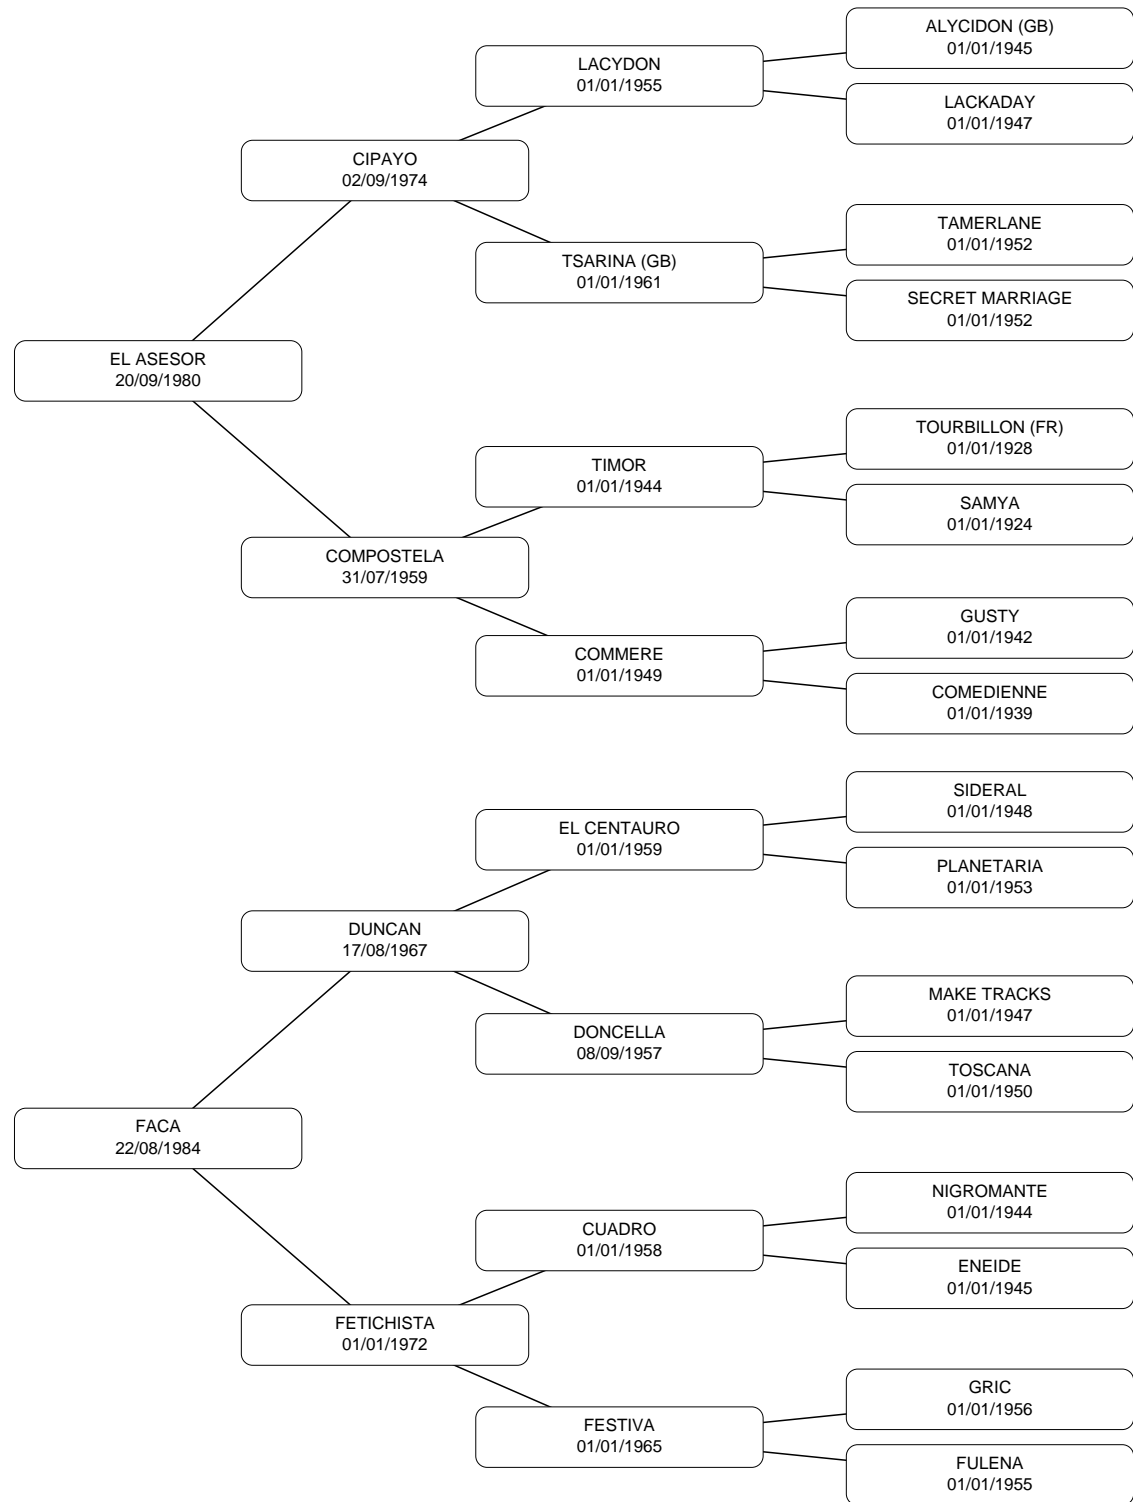 ALYCIDON (GB)
01/01/1945
LACYDON
01/01/1955
LACKADAY
01/01/1947
CIPAYO
02/09/1974
TAMERLANE
01/01/1952
TSARINA (GB)
01/01/1961
SECRET MARRIAGE
01/01/1952
EL ASESOR
20/09/1980
TOURBILLON (FR)
01/01/1928
TIMOR
01/01/1944
SAMYA
01/01/1924
COMPOSTELA
31/07/1959
GUSTY
01/01/1942
COMMERE
01/01/1949
COMEDIENNE
01/01/1939
SIDERAL
01/01/1948
EL CENTAURO
01/01/1959
PLANETARIA
01/01/1953
DUNCAN
17/08/1967
MAKE TRACKS
01/01/1947
DONCELLA
08/09/1957
TOSCANA
01/01/1950
FACA
22/08/1984
NIGROMANTE
01/01/1944
CUADRO
01/01/1958
ENEIDE
01/01/1945
FETICHISTA
01/01/1972
GRIC
01/01/1956
FESTIVA
01/01/1965
FULENA
01/01/1955